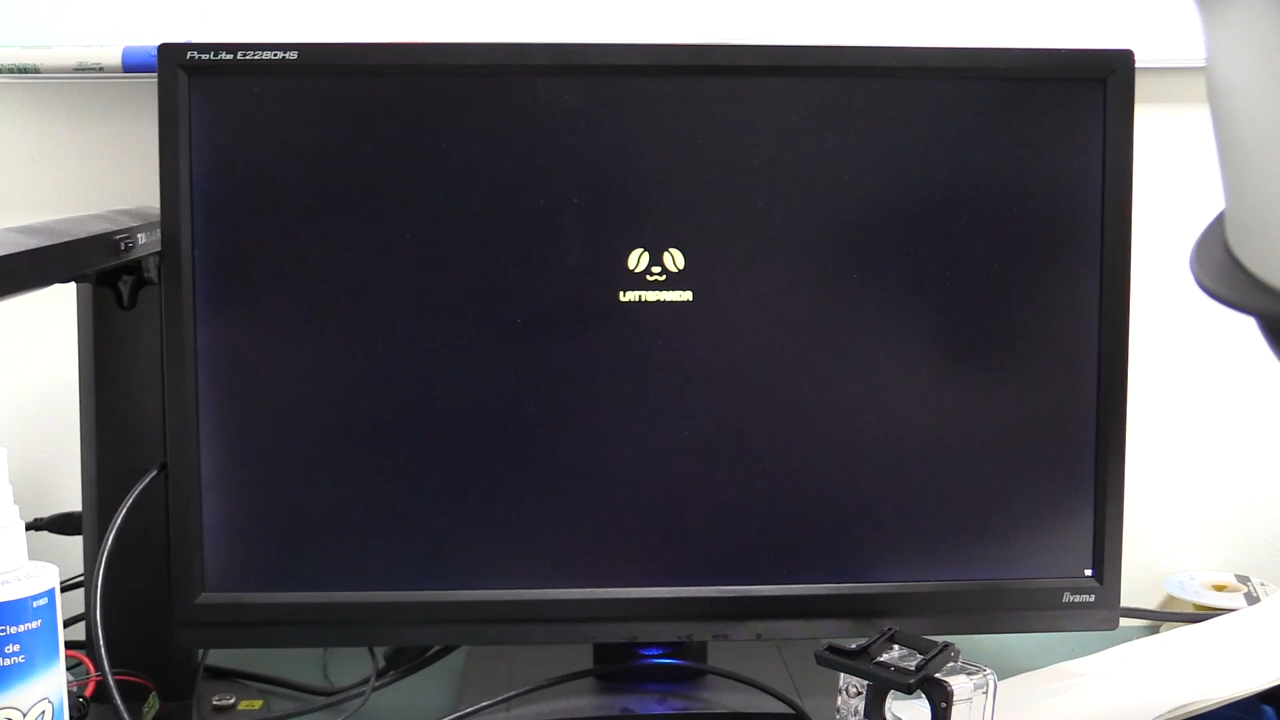 ProLite E2280HS
LATTEPANDA
iiyama
Cleaner
de
lanc